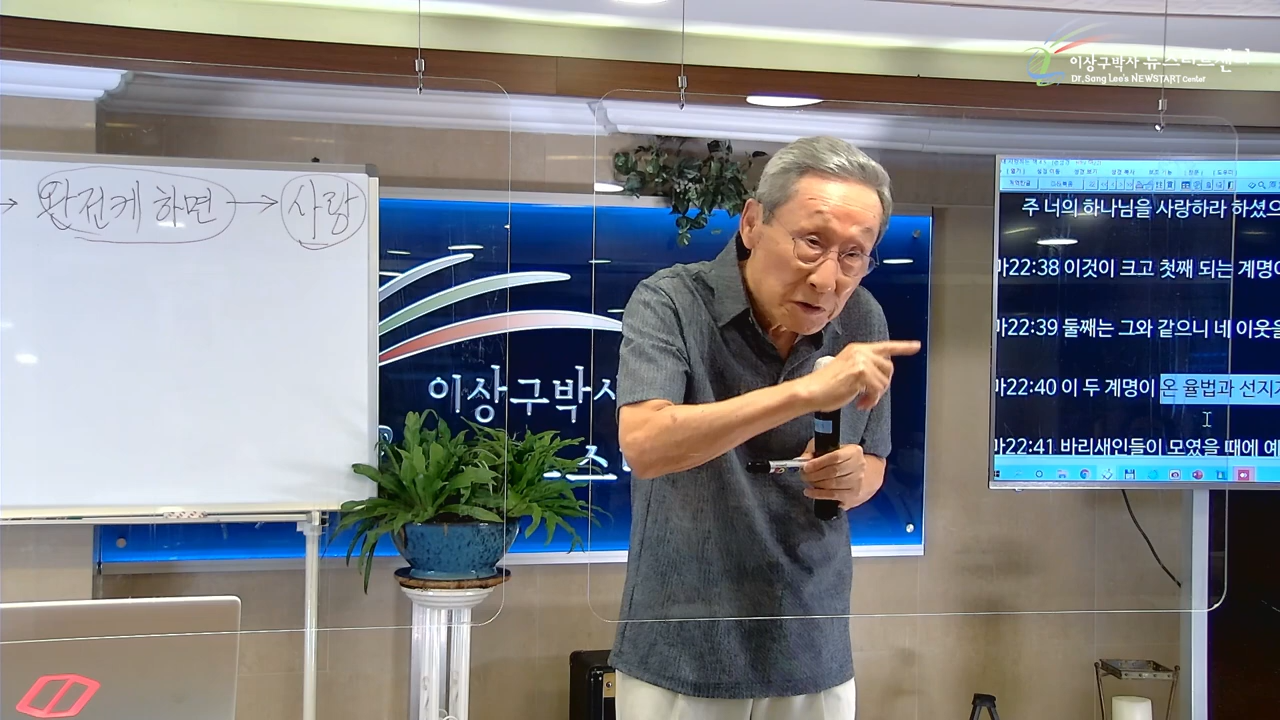 이상구박사 뉴스타트센터
Dr. Sang Lee's NEWSTART Center
완전케 하면 → 사랑
이상구박사
주 너의 하나님을 사랑하라 하셨으
마22:38 이것이 크고 첫째 되는 계명이
마22:39 둘째는 그와 같으니 네 이웃을
마22:40 이 두 계명이 온 율법과 선지자
마22:41 바리새인들이 모였을 때에 예